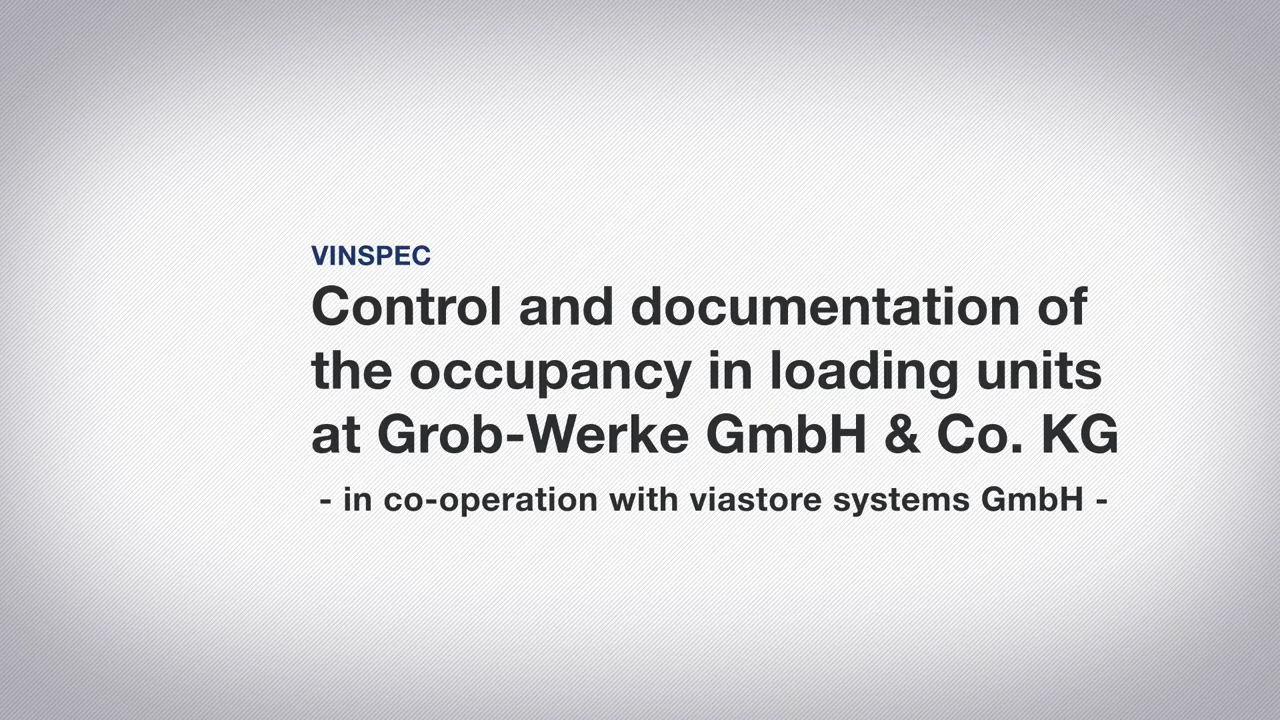 VINSPEC
Control and documentation of
the occupancy in loading units
at Grob-Werke GmbH & Co. KG
- in co-operation with viastore systems GmbH -